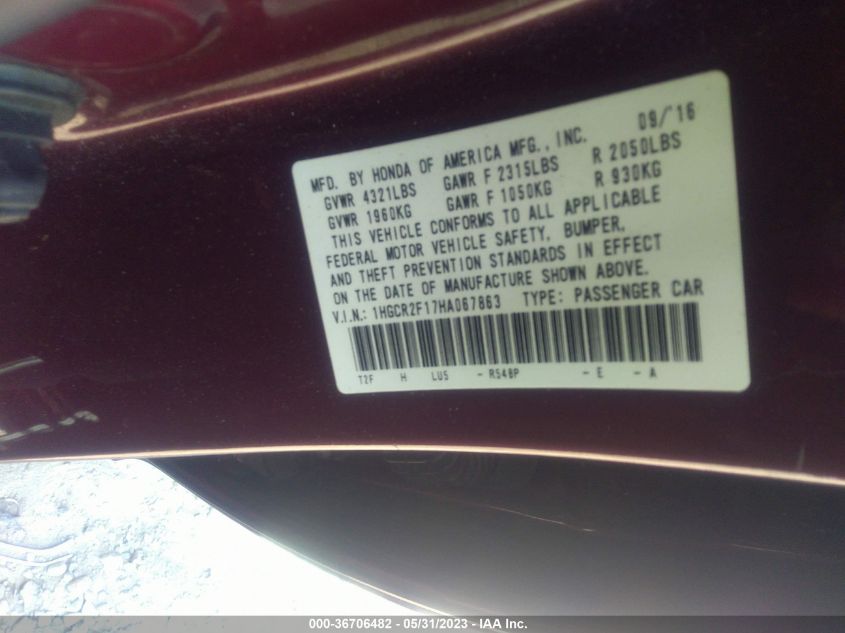 09/'16
MFD. BY HONDA OF AMERICA MFG., INC.
GVWR 4321LBS GAWR F 2315LBS R 2050LBS
GVWR 1960KG GAWR F 1050KG R 930KG
THIS VEHICLE CONFORMS TO ALL APPLICABLE
FEDERAL MOTOR VEHICLE SAFETY, BUMPER,
AND THEFT PREVENTION STANDARDS IN EFFECT
ON THE DATE OF MANUFACTURE SHOWN ABOVE.
V.I.N.: 1HGCR2F17HA067863 TYPE: PASSENGER CAR
T2F H LU5 - R548P - E - A
000-36706482 - 05/31/2023 - IAA Inc.